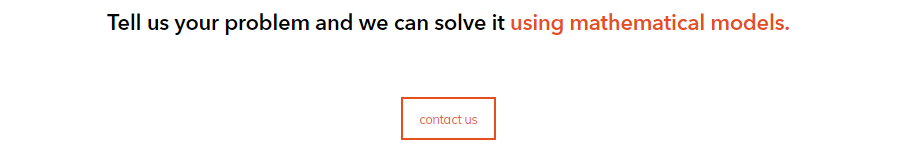 Tell us your problem and we can solve it using mathematical models.
contact us